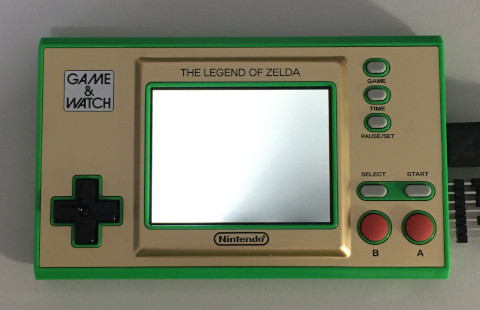 GAME
&
WATCH
THE LEGEND OF ZELDA
GAME
TIME
PAUSE/SET
SELECT START
Nintendo
B A